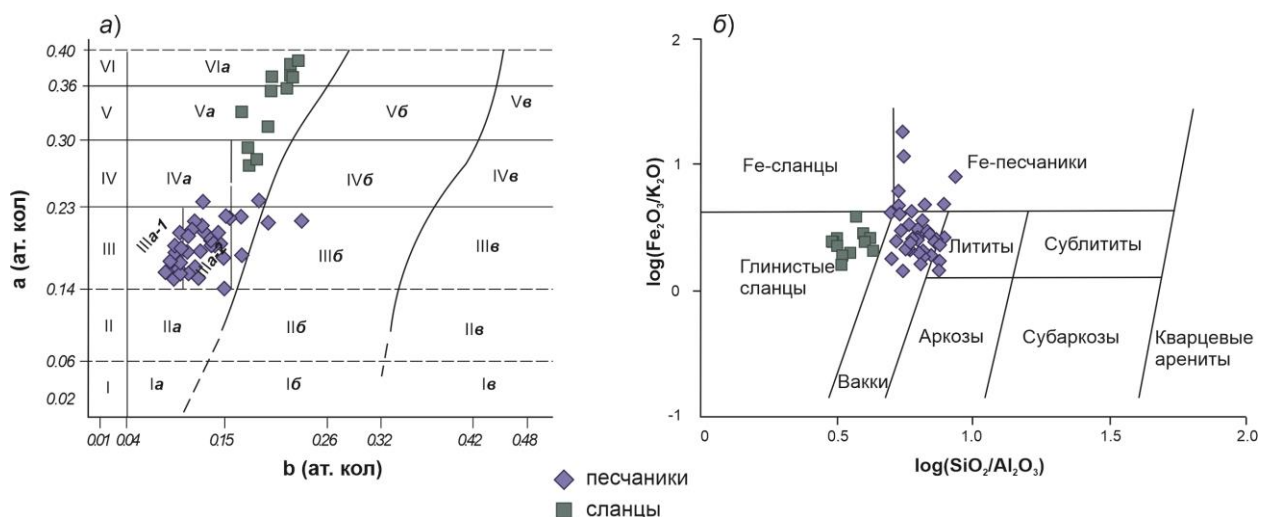 а)
a (ат. кол)
0.40
0.36
0.30
0.23
0.14
0.06
0.02
VI
V
IV
III
II
I
VIа
Vа
Vб
Vв
IVа
IVб
IVв
IIIа-1
IIIа-2
IIIб
IIIв
IIа
IIб
IIв
Iа
Iб
Iв
0.01 0.04 0.15 0.26 0.32 0.42 0.48
b (ат. кол)
б)
log(Fe2O3/K2O)
2
1
0
-1
Fe-сланцы
Fe-песчаники
Глинистые
сланцы
Лититы
Сублититы
Вакки
Аркозы
Субаркозы
Кварцевые
арениты
0 0.5 1.0 1.5 2.0
log(SiO2/Al2O3)
песчаники
сланцы